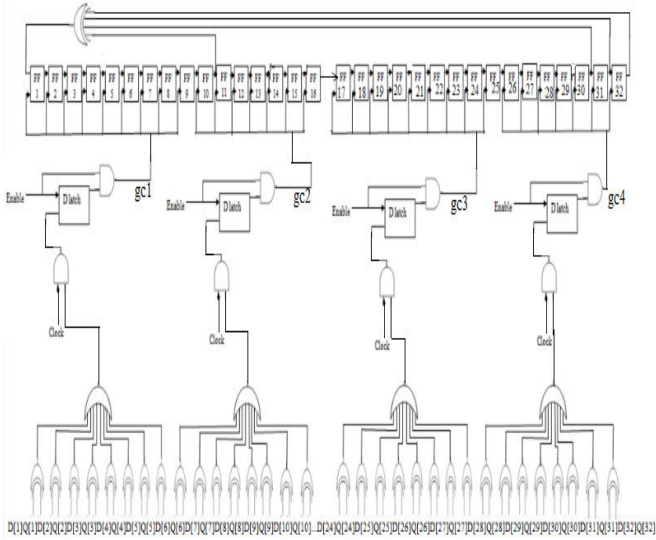 FF 1 FF 2 FF 3 FF 4 FF 5 FF 6 FF 7 FF 8 FF 9 FF 10 FF 11 FF 12 FF 13 FF 14 FF 15 FF 16 FF 17 FF 18 FF 19 FF 20 FF 21 FF 22 FF 23 FF 24 FF 25 FF 26 FF 27 FF 28 FF 29 FF 30 FF 31 FF 32
gc1 gc2 gc3 gc4
Enable D latch Enable D latch Enable D latch Enable D latch
Clock Clock Clock Clock
D[1]Q[1]D[2]Q[2]D[3]Q[3]D[4]Q[4]D[5]Q[5]D[6]Q[6]D[7]Q[7]D[8]Q[8]D[9]Q[9]D[10]Q[10]...D[24]Q[24]D[25]Q[25]D[26]Q[26]D[27]Q[27]D[28]Q[28]D[29]Q[29]D[30]Q[30]D[31]Q[31]D[32]Q[32]